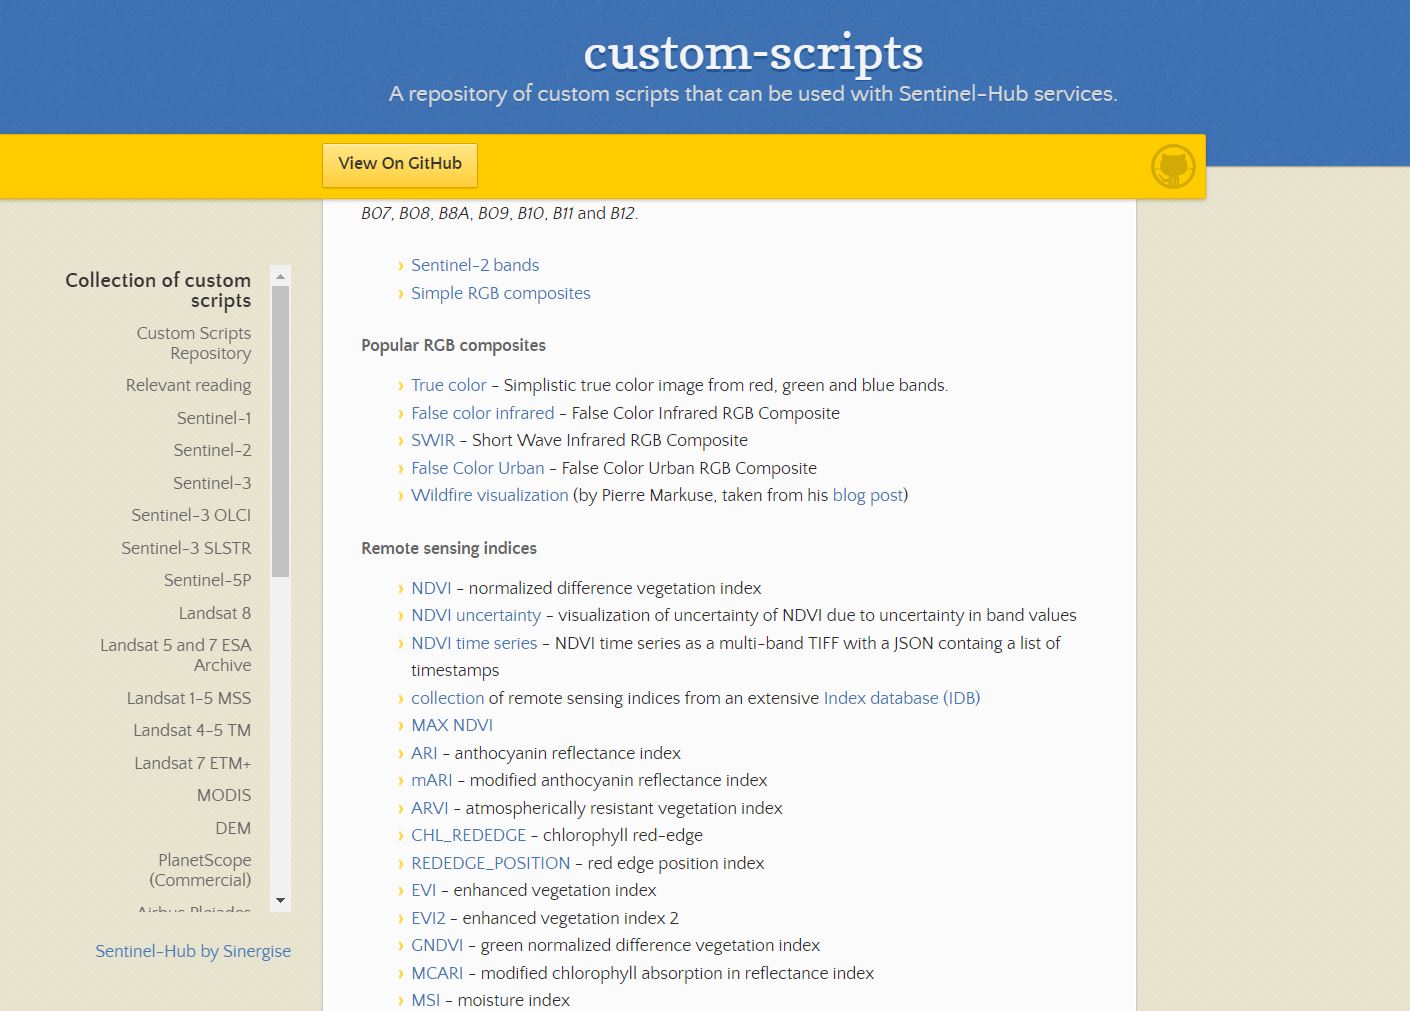 custom-scripts
A repository of custom scripts that can be used with Sentinel-Hub services.
View On GitHub
Collection of custom
scripts
Custom Scripts
Repository
Relevant reading
Sentinel-1
Sentinel-2
Sentinel-3
Sentinel-3 OLCI
Sentinel-3 SLSTR
Sentinel-5P
Landsat 8
Landsat 5 and 7 ESA
Archive
Landsat 1-5 MSS
Landsat 4-5 TM
Landsat 7 ETM+
MODIS
DEM
PlanetScope
(Commercial)
Airbus Pleiades
Sentinel-Hub by Sinergise
B07, B08, B8A, B09, B10, B11 and B12.
› Sentinel-2 bands
› Simple RGB composites
Popular RGB composites
› True color - Simplistic true color image from red, green and blue bands.
› False color infrared - False Color Infrared RGB Composite
› SWIR - Short Wave Infrared RGB Composite
› False Color Urban - False Color Urban RGB Composite
› Wildfire visualization (by Pierre Markuse, taken from his blog post)
Remote sensing indices
› NDVI - normalized difference vegetation index
› NDVI uncertainty - visualization of uncertainty of NDVI due to uncertainty in band values
› NDVI time series - NDVI time series as a multi-band TIFF with a JSON containg a list of
timestamps
› collection of remote sensing indices from an extensive Index database (IDB)
› MAX NDVI
› ARI - anthocyanin reflectance index
› mARI - modified anthocyanin reflectance index
› ARVI - atmospherically resistant vegetation index
› CHL_REDEDGE - chlorophyll red-edge
› REDEDGE_POSITION - red edge position index
› EVI - enhanced vegetation index
› EVI2 - enhanced vegetation index 2
› GNDVI - green normalized difference vegetation index
› MCARI - modified chlorophyll absorption in reflectance index
› MSI - moisture index